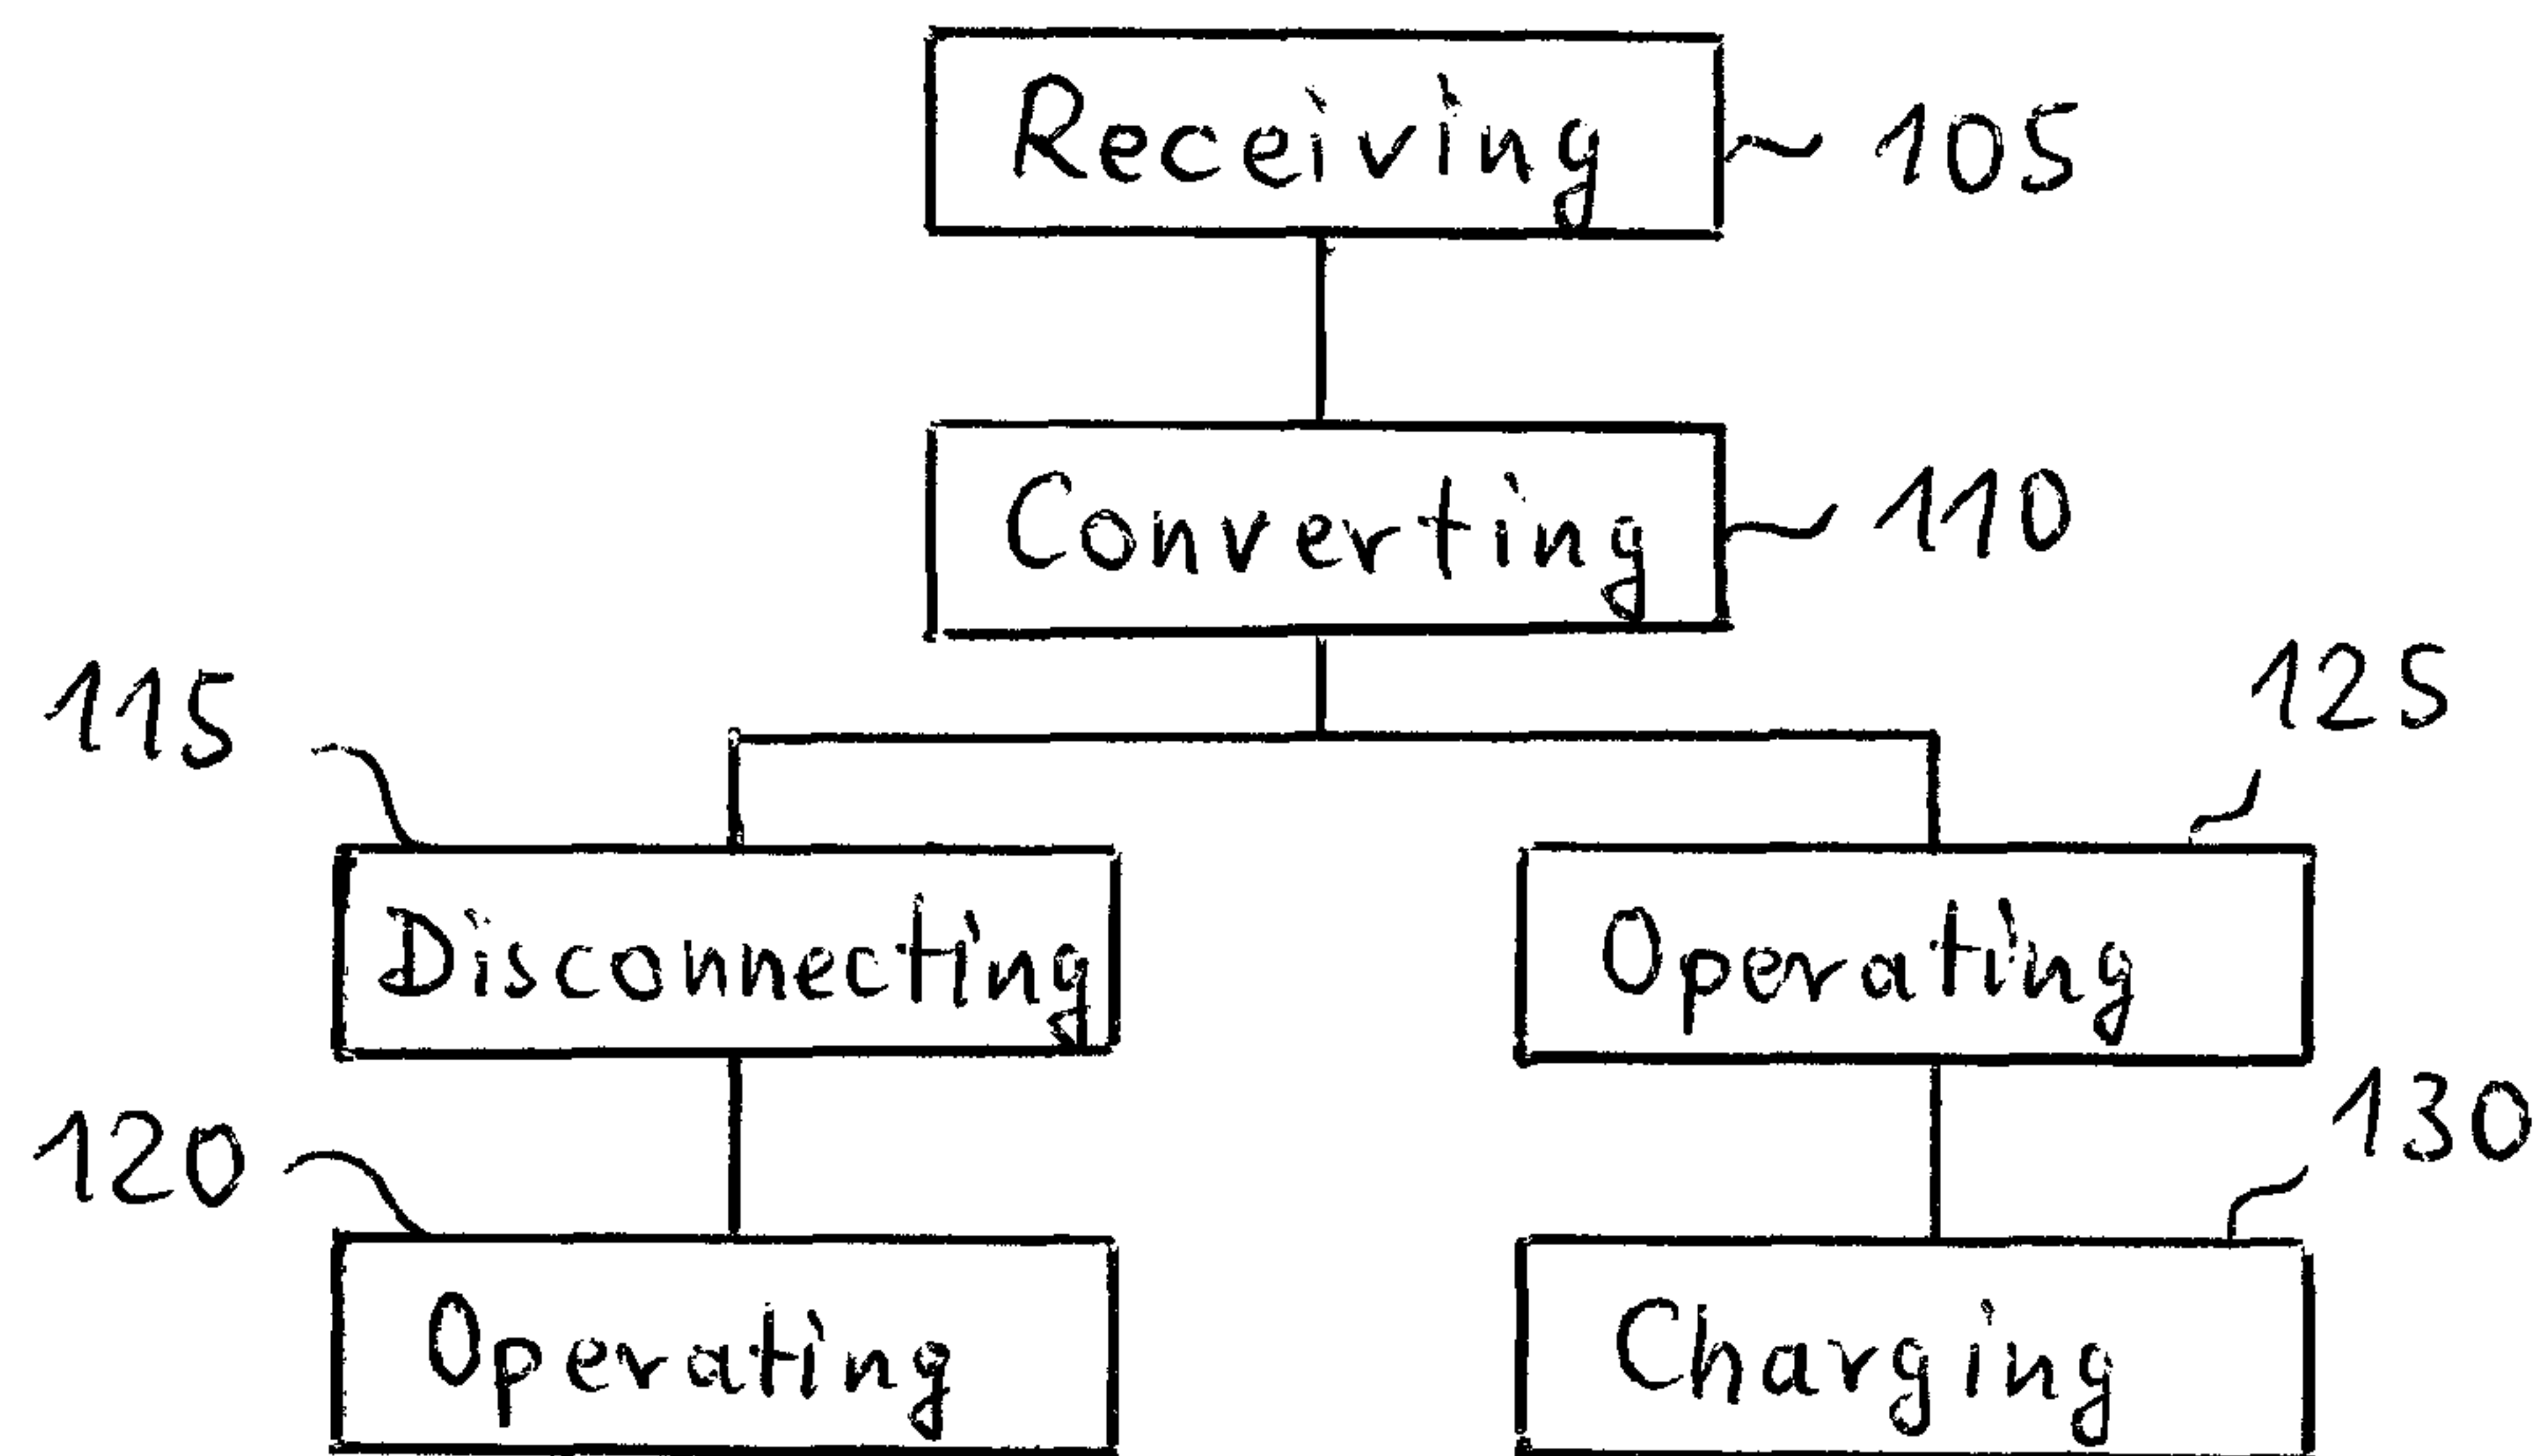 Receiving 105
Converting 110
115 125
Disconnecting Operating
120 130
Operating Charging